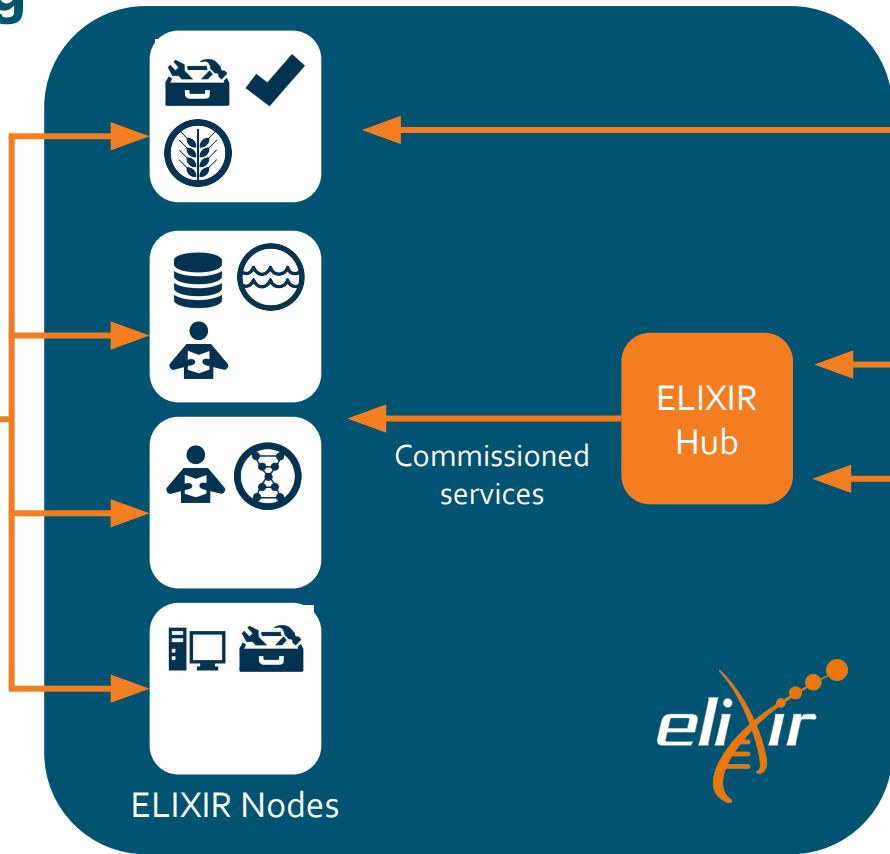 g
ELIXIR
Hub
Commissioned
services
elixir
ELIXIR Nodes